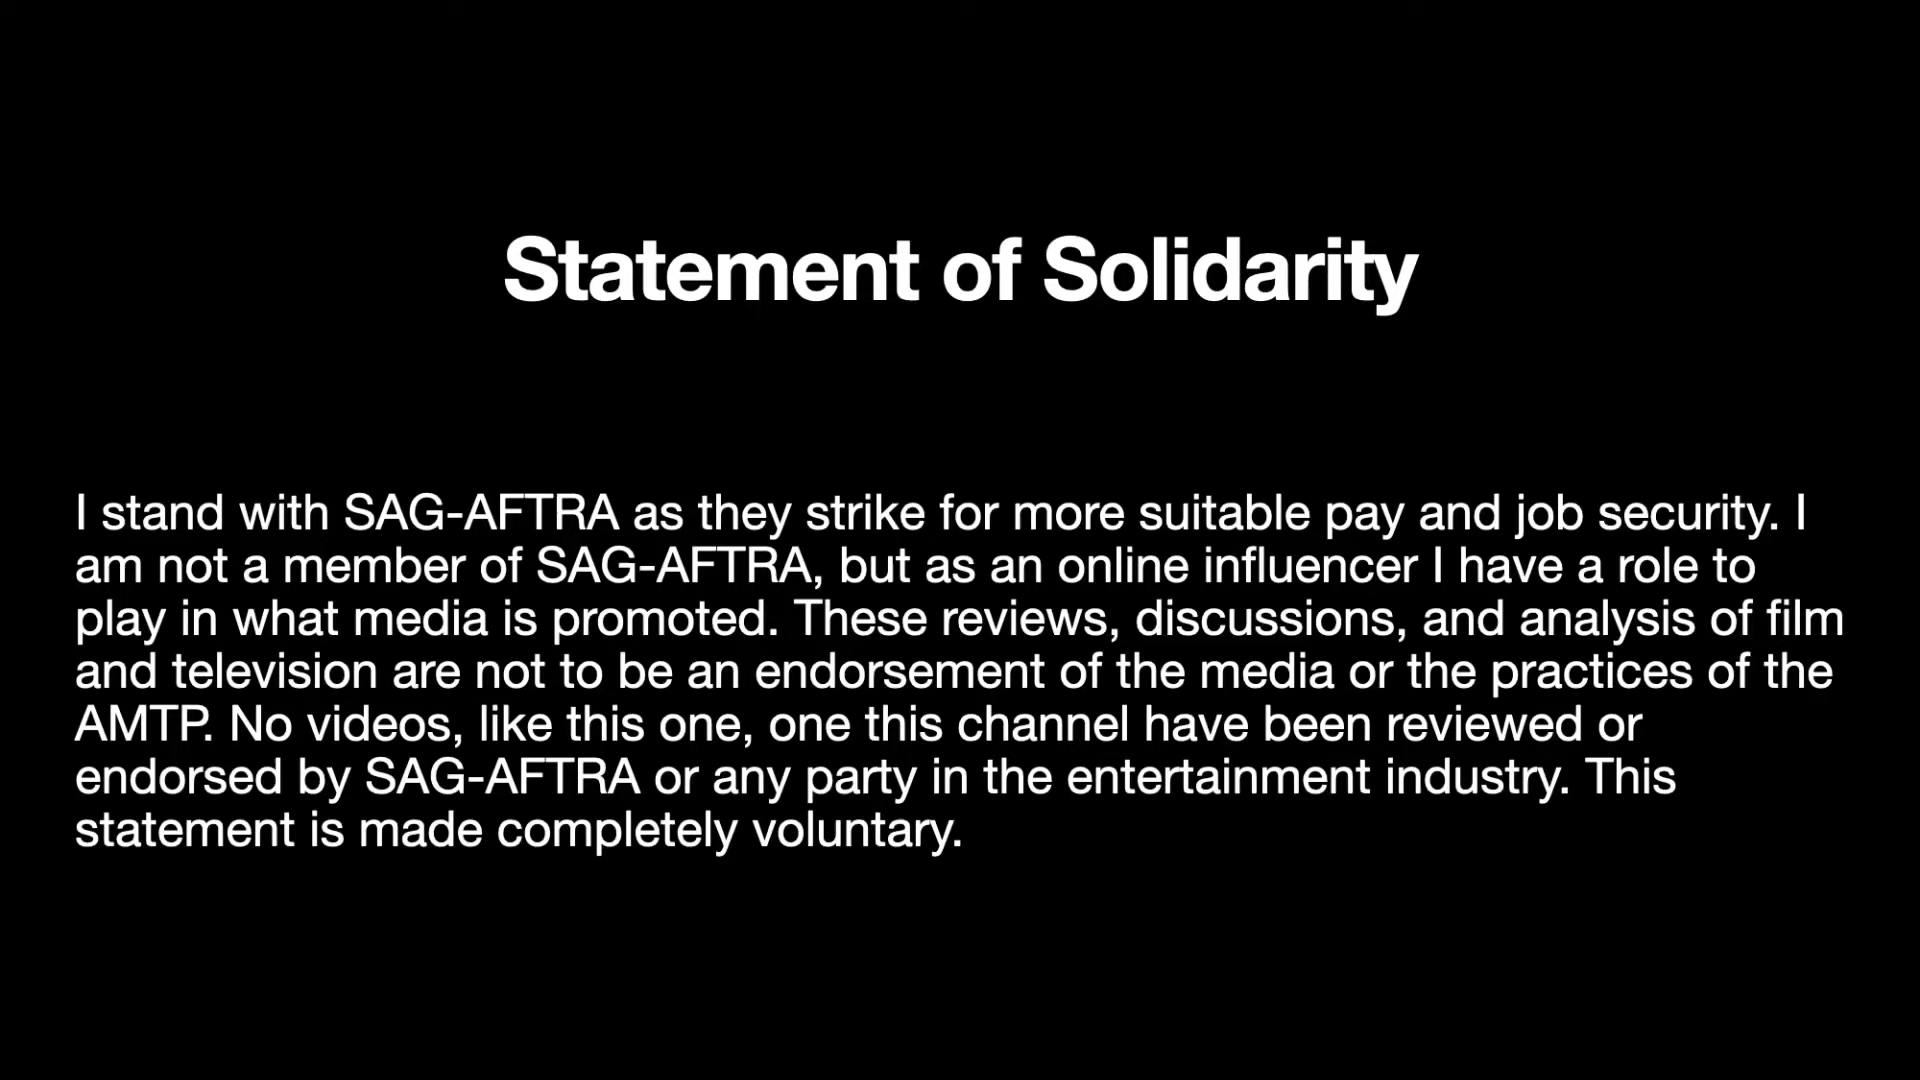 Statement of Solidarity
I stand with SAG-AFTRA as they strike for more suitable pay and job security. I
am not a member of SAG-AFTRA, but as an online influencer I have a role to
play in what media is promoted. These reviews, discussions, and analysis of film
and television are not to be an endorsement of the media or the practices of the
AMTP. No videos, like this one, one this channel have been reviewed or
endorsed by SAG-AFTRA or any party in the entertainment industry. This
statement is made completely voluntary.